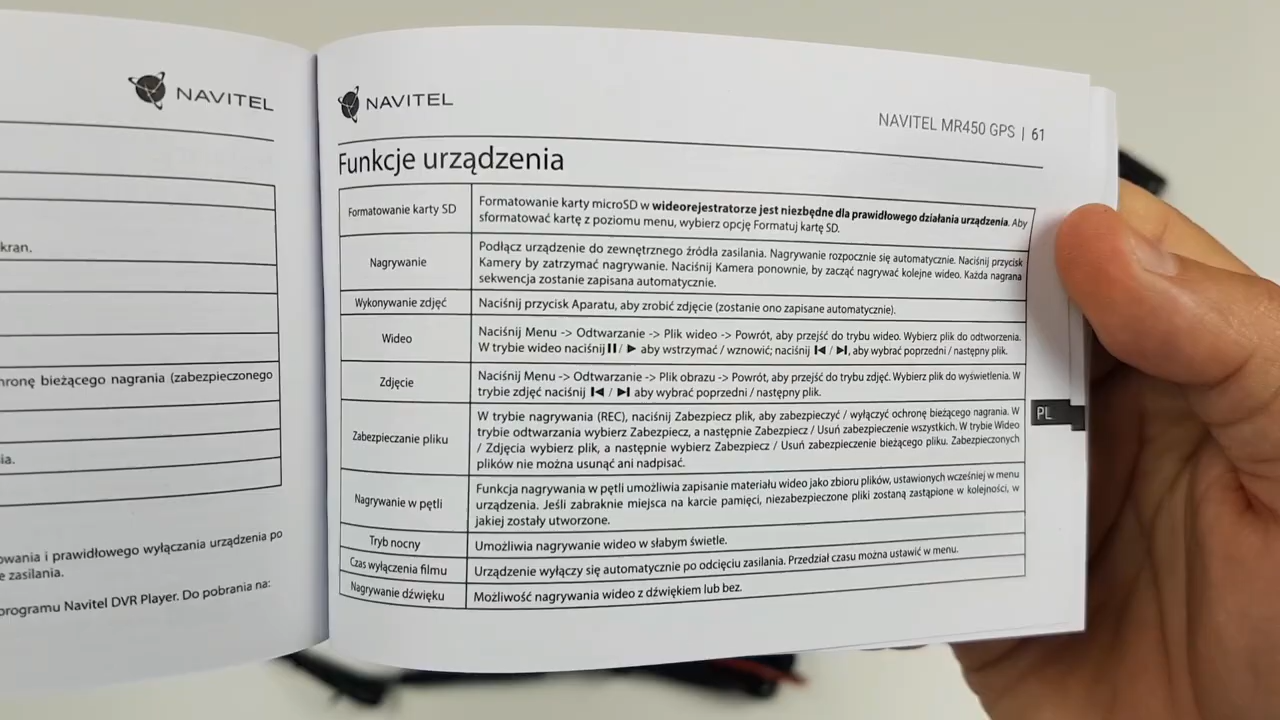 NAVITEL
kran.
hronę bieżącego nagrania (zabezpieczonego
ia.
owania i prawidłowego wyłączania urządzenia po
e zasilania.
programu Navitel DVR Player. Do pobrania na:
NAVITEL
NAVITEL MR450 GPS | 61
Funkcje urządzenia
Formatowanie karty SD
Formatowanie karty microSD w wideorejestratorze jest niezbędne dla prawidłowego działania urządzenia. Aby
sformatować kartę z poziomu menu, wybierz opcję Formatuj kartę SD.
Nagrywanie
Podłącz urządzenie do zewnętrznego źródła zasilania. Nagrywanie rozpocznie się automatycznie. Naciśnij przycisk
Kamery by zatrzymać nagrywanie. Naciśnij Kamera ponownie, by zacząć nagrywać kolejne wideo. Każda nagrana
sekwencja zostanie zapisana automatycznie.
Wykonywanie zdjęć
Naciśnij przycisk Aparatu, aby zrobić zdjęcie (zostanie ono zapisane automatycznie).
Wideo
Naciśnij Menu -> Odtwarzanie -> Plik wideo -> Powrót, aby przejść do trybu wideo. Wybierz plik do odtworzenia.
W trybie wideo naciśnij ⏸ / ▶ aby wstrzymać / wznowić; naciśnij ⏮ / ⏭, aby wybrać poprzedni / następny plik.
Zdjęcie
Naciśnij Menu -> Odtwarzanie -> Plik obrazu -> Powrót, aby przejść do trybu zdjęć. Wybierz plik do wyświetlenia. W
trybie zdjęć naciśnij ⏮ / ⏭ aby wybrać poprzedni / następny plik.
Zabezpieczanie pliku
W trybie nagrywania (REC), naciśnij Zabezpiecz plik, aby zabezpieczyć / wyłączyć ochronę bieżącego nagrania. W
trybie odtwarzania wybierz Zabezpiecz, a następnie Zabezpiecz / Usuń zabezpieczenie wszystkich. W trybie Wideo
/ Zdjęcia wybierz plik, a następnie wybierz Zabezpiecz / Usuń zabezpieczenie bieżącego pliku. Zabezpieczonych
plików nie można usunąć ani nadpisać.
Nagrywanie w pętli
Funkcja nagrywania w pętli umożliwia zapisanie materiału wideo jako zbioru plików, ustawionych wcześniej w menu
urządzenia. Jeśli zabraknie miejsca na karcie pamięci, niezabezpieczone pliki zostaną zastąpione w kolejności, w
jakiej zostały utworzone.
Tryb nocny
Umożliwia nagrywanie wideo w słabym świetle.
Czas wyłączenia filmu
Urządzenie wyłączy się automatycznie po odcięciu zasilania. Przedział czasu można ustawić w menu.
Nagrywanie dźwięku
Możliwość nagrywania wideo z dźwiękiem lub bez.
PL